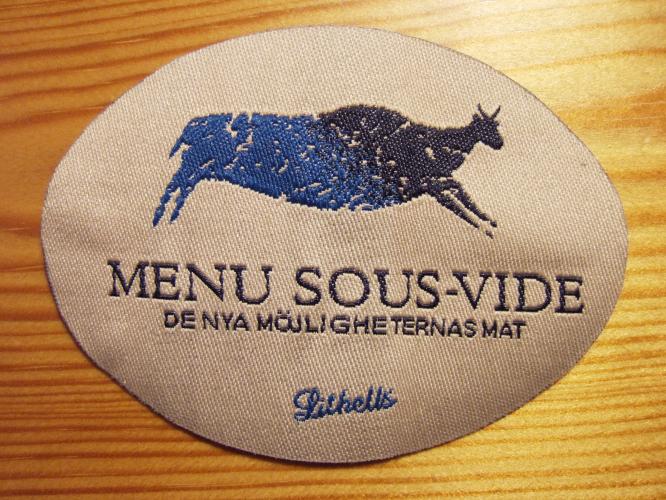 MENU SOUS-VIDE
DE NYA MÖJLIGHETERNAS MAT
Lithells